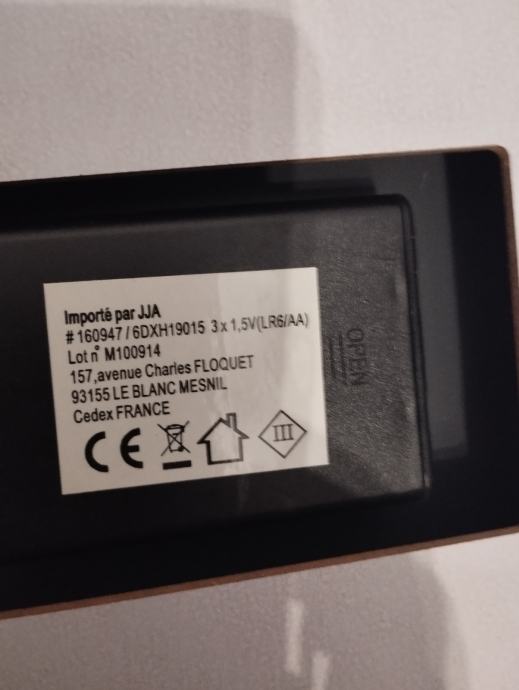 Importé par JJA
# 160947 / 6DXH19015 3 x 1,5V(LR6/AA)
Lot n° M100914
157,avenue Charles FLOQUET
93155 LE BLANC MESNIL
Cedex FRANCE
CE
III
OPEN